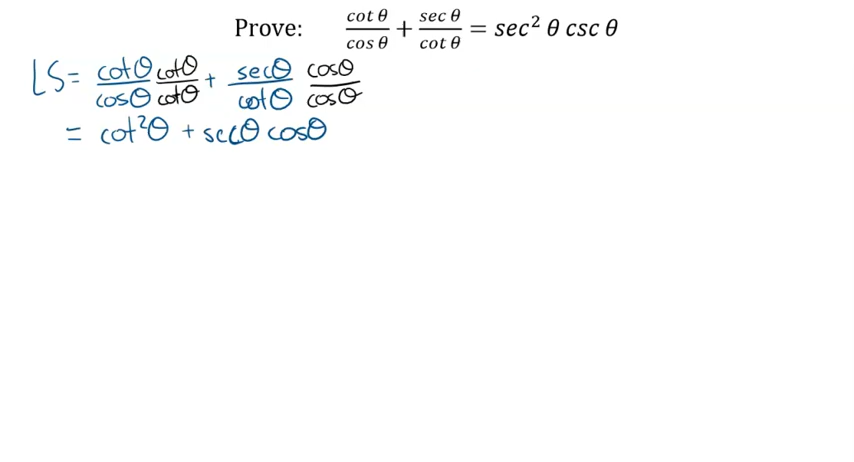 Prove: cot θ / cos θ + sec θ / cot θ = sec² θ csc θ
LS = cotθ/cosθ cotθ/cotθ + secθ/cotθ cosθ/cosθ
= cot²θ + secθ cosθ